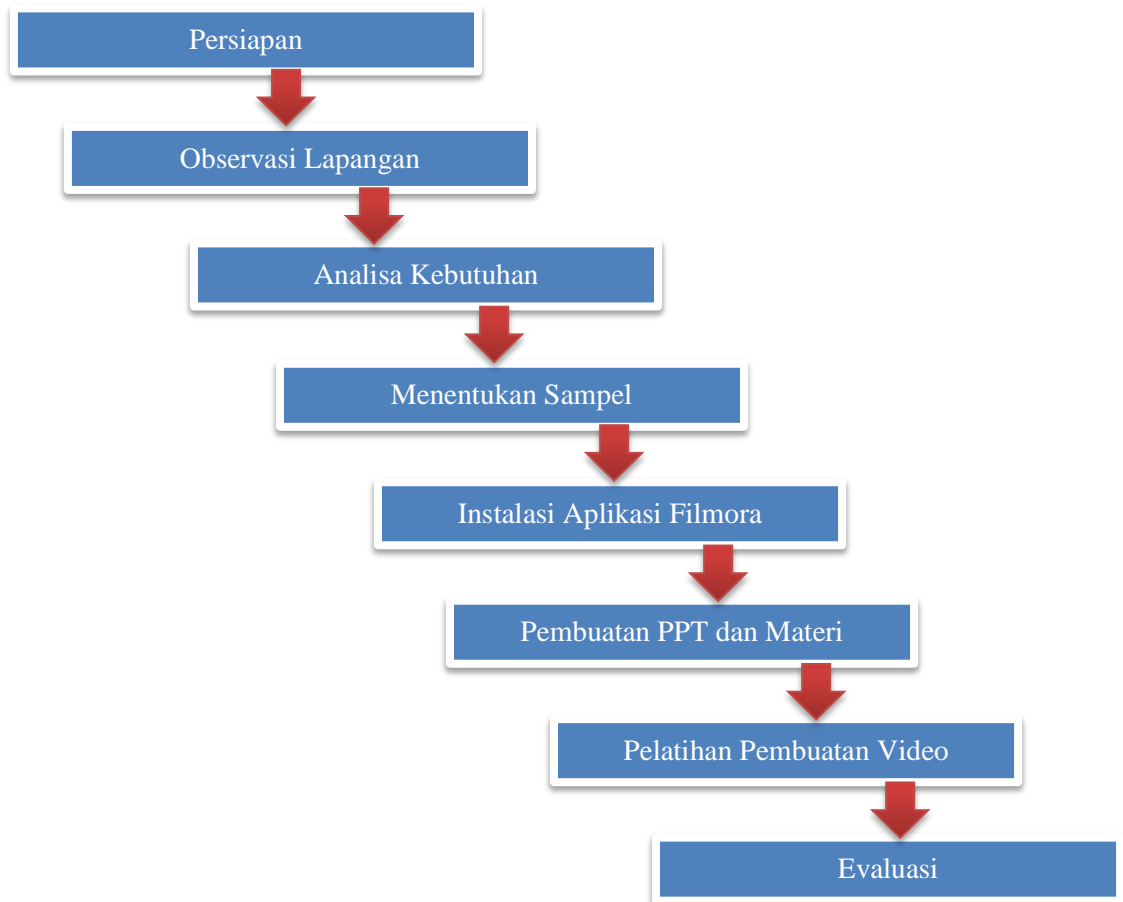 Persiapan
Observasi Lapangan
Analisa Kebutuhan
Menentukan Sampel
Instalasi Aplikasi Filmora
Pembuatan PPT dan Materi
Pelatihan Pembuatan Video
Evaluasi